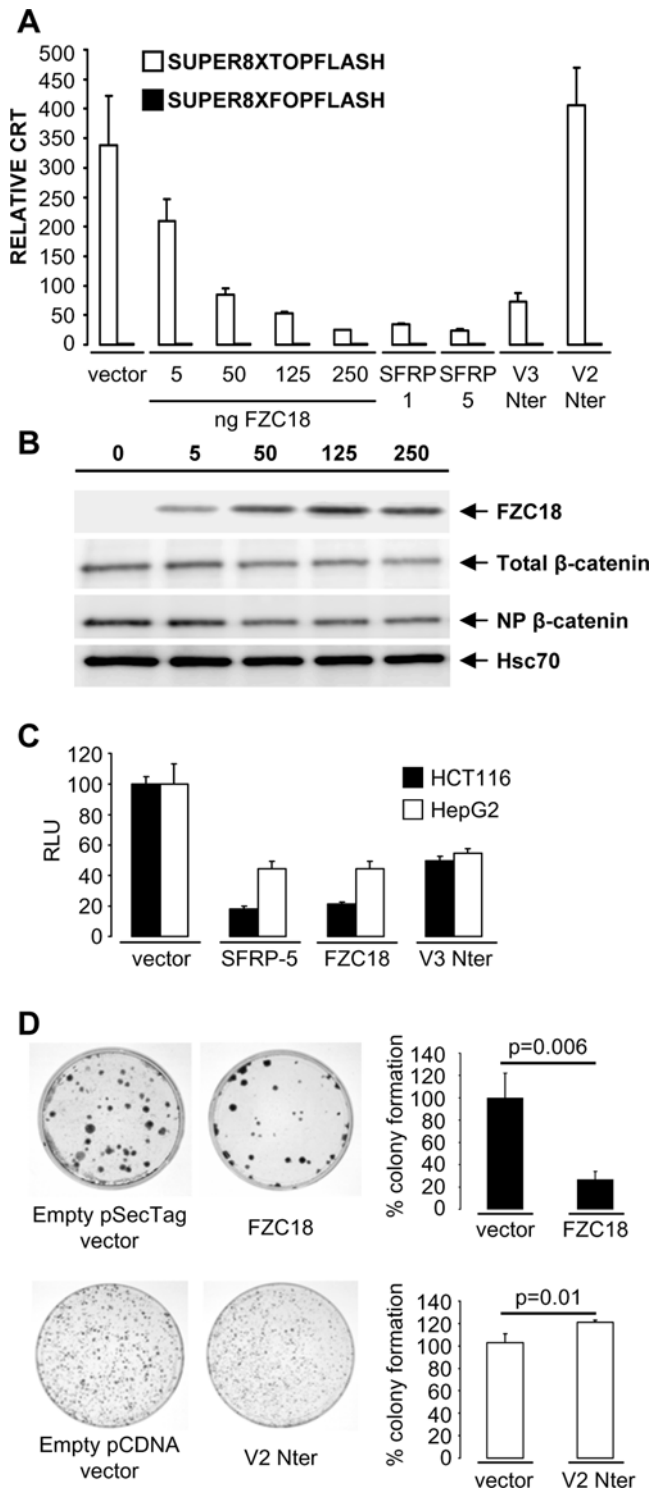 A
500
450
400
350
300
250
200
150
100
50
0
RELATIVE CRT
SUPER8XTOPFLASH
SUPER8XFOPFLASH
vector 5 50 125 250 SFRP 1 SFRP 5 V3 Nter V2 Nter
ng FZC18
B
0 5 50 125 250
FZC18
Total β-catenin
NP β-catenin
Hsc70
C
120
100
80
60
40
20
0
RLU
HCT116
HepG2
vector SFRP-5 FZC18 V3 Nter
D
Empty pSecTag
vector
FZC18
% colony formation
140
120
100
80
60
40
20
0
p=0.006
vector FZC18
Empty pCDNA
vector
V2 Nter
% colony formation
140
120
100
80
60
40
20
0
p=0.01
vector V2 Nter